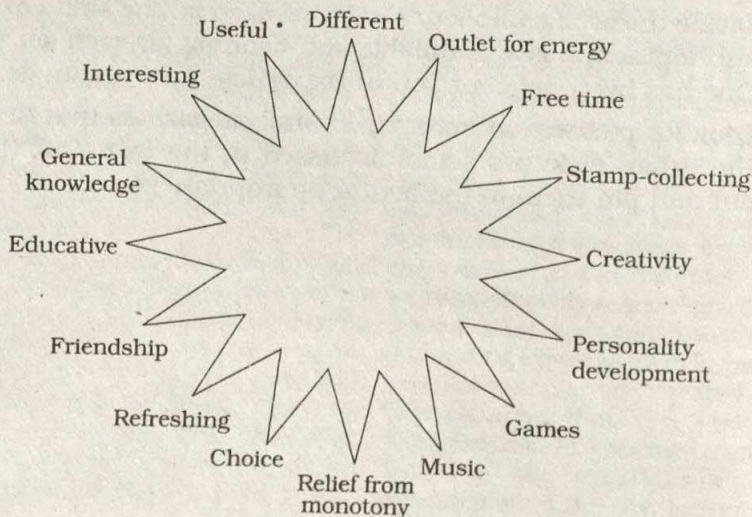 Different
Outlet for energy
Free time
Stamp-collecting
Creativity
Personality
development
Games
Music
Relief from
monotony
Choice
Refreshing
Friendship
Educative
General
knowledge
Interesting
Useful